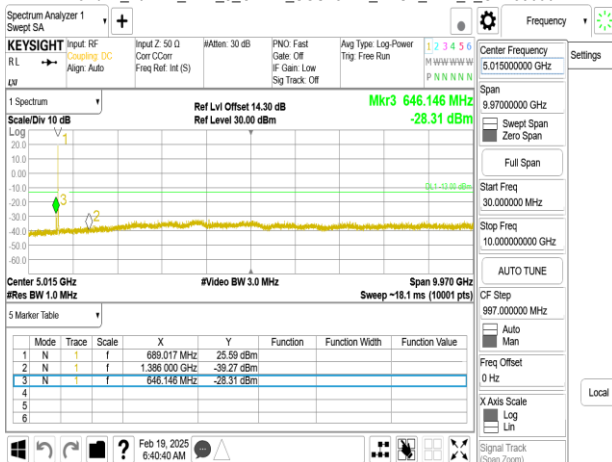 Spectrum Analyzer 1
Swept SA
+
Frequency
KEYSIGHT
RL
Input: RF
Coupling: DC
Align: Auto
Input Z: 50 Ω
Corr CCorr
Freq Ref: Int (S)
#Atten: 30 dB
PNO: Fast
Gate: Off
IF Gain: Low
Sig Track: Off
Avg Type: Log-Power
Trig: Free Run
1 2 3 4 5 6
M W W W W W
P N N N N N
1 Spectrum
Scale/Div 10 dB
Ref Lvl Offset 14.30 dB
Ref Level 30.00 dBm
Mkr3 646.146 MHz
-28.31 dBm
Log
20.0
10.0
0.00
-10.0
-20.0
-30.0
-40.0
-50.0
-60.0
1
2
3
DL1 -13.00 dBm
Center 5.015 GHz
#Video BW 3.0 MHz
Span 9.970 GHz
#Res BW 1.0 MHz
Sweep ~18.1 ms (10001 pts)
5 Marker Table
Mode Trace Scale X Y Function Function Width Function Value
1 N 1 f 689.017 MHz 25.59 dBm
2 N 1 f 1.386 000 GHz -39.27 dBm
3 N 1 f 646.146 MHz -28.31 dBm
4
5
6
?
Feb 19, 2025
6:40:40 AM
Center Frequency
5.015000000 GHz
Span
9.97000000 GHz
Swept Span
Zero Span
Full Span
Start Freq
30.000000 MHz
Stop Freq
10.000000000 GHz
AUTO TUNE
CF Step
997.000000 MHz
Auto
Man
Freq Offset
0 Hz
X Axis Scale
Log
Lin
Signal Track
(Span Zoom)
Settings
Local